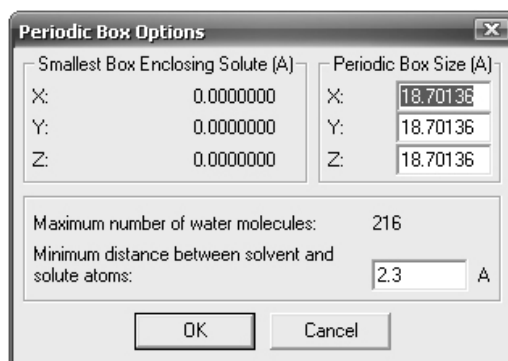 Periodic Box Options
Smallest Box Enclosing Solute (A)
X: 0.0000000
Y: 0.0000000
Z: 0.0000000
Periodic Box Size (A)
X: 18.70136
Y: 18.70136
Z: 18.70136
Maximum number of water molecules: 216
Minimum distance between solvent and
solute atoms: 2.3 A
OK Cancel